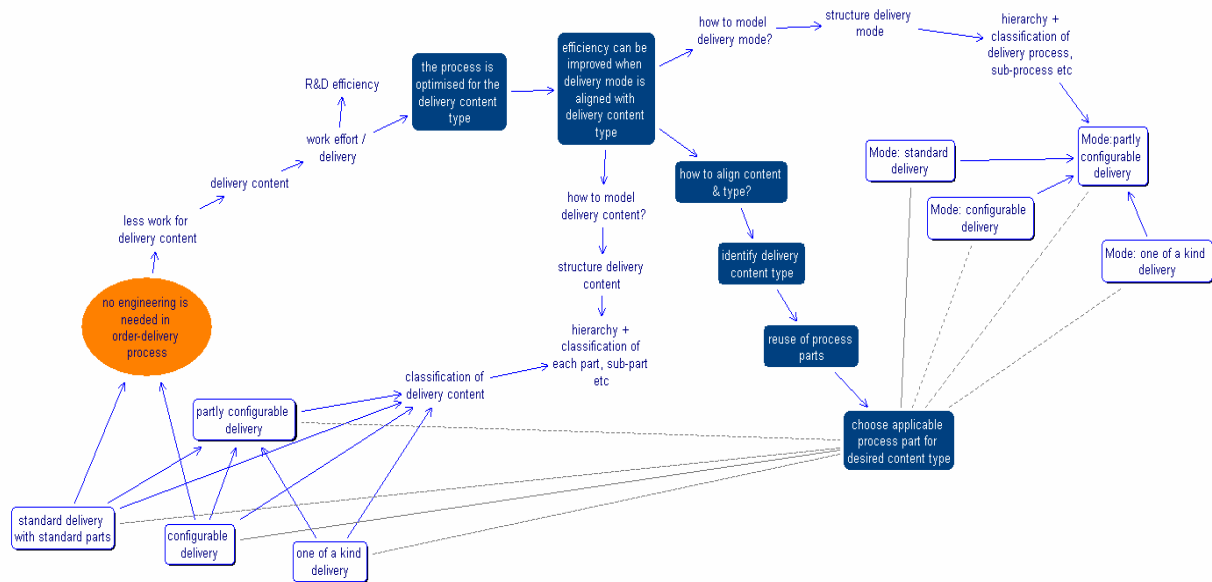 how to model
delivery mode?
structure delivery
mode
hierarchy +
classification of
delivery process,
sub-process etc
efficiency can be
improved when
delivery mode is
aligned with
delivery content
type
the process is
optimised for the
delivery content
type
R&D efficiency
work effort /
delivery
delivery content
less work for
delivery content
no engineering is
needed in
order-delivery
process
Mode: standard
delivery
Mode:partly
configurable
delivery
Mode: configurable
delivery
Mode: one of a kind
delivery
how to align content
& type?
how to model
delivery content?
identify delivery
content type
structure delivery
content
reuse of process
parts
hierarchy +
classification of
each part, sub-part
etc
classification of
delivery content
partly configurable
delivery
choose applicable
process part for
desired content type
standard delivery
with standard parts
configurable
delivery
one of a kind
delivery